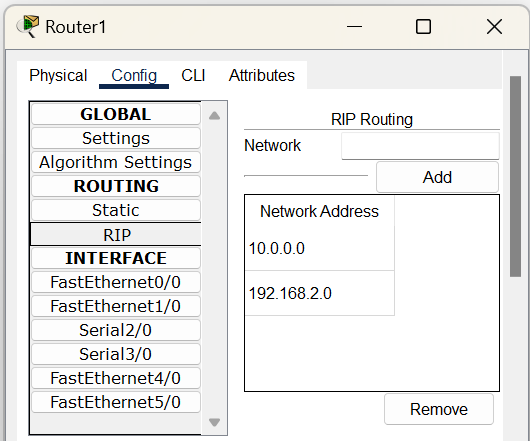 Router1
Physical Config CLI Attributes
GLOBAL
Settings
Algorithm Settings
ROUTING
Static
RIP
INTERFACE
FastEthernet0/0
FastEthernet1/0
Serial2/0
Serial3/0
FastEthernet4/0
FastEthernet5/0
RIP Routing
Network
Add
Network Address
10.0.0.0
192.168.2.0
Remove